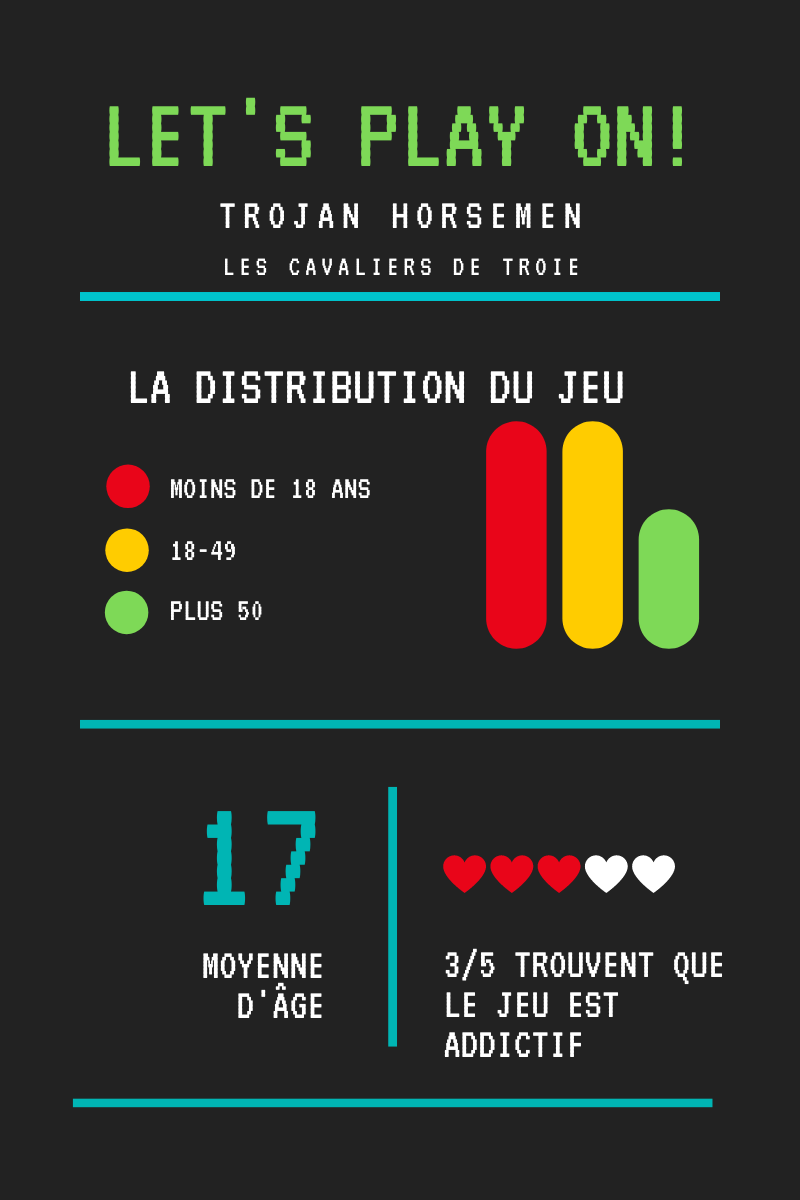 LET'S PLAY ON!
TROJAN HORSEMEN
LES CAVALIERS DE TROIE
LA DISTRIBUTION DU JEU
MOINS DE 18 ANS
18-49
PLUS 50
17
MOYENNE
D'ÂGE
3/5 TROUVENT QUE
LE JEU EST
ADDICTIF